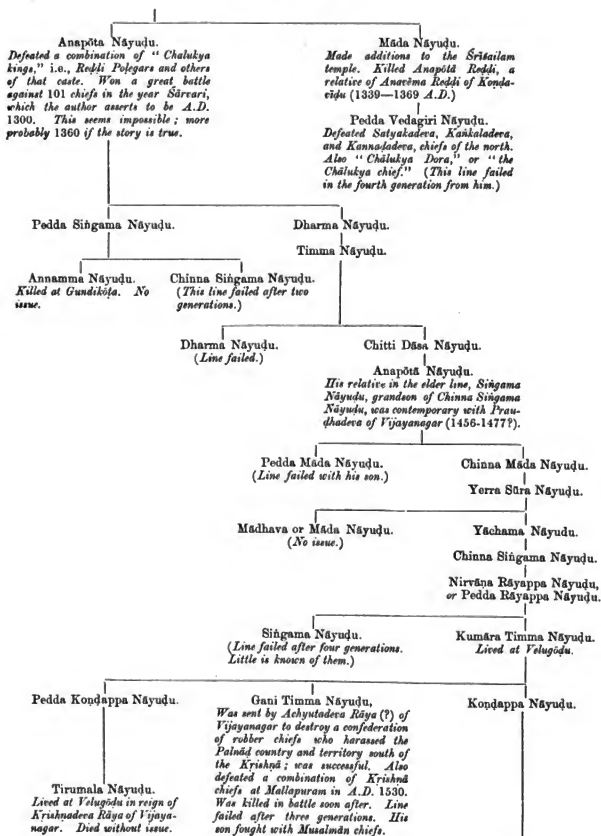 Anapōta Nāyuḍu.
Defeated a combination of “ Chalukya
kings,” i.e., Reḍḍi Poḷegars and others
of that caste. Won a great battle
against 101 chiefs in the year Śārvari,
which the author asserts to be A.D.
1300. This seems impossible ; more
probably 1360 if the story is true.
Māda Nāyuḍu.
Made additions to the Śrīśailam
temple. Killed Anapōtā Reḍḍi, a
relative of Anavēma Reḍḍi of Konda-
vīḍu (1339—1369 A.D.)
Pedda Vedagiri Nāyuḍu.
Defeated Satyakadeva, Kaṅkaladeva,
and Kannaḍadeva, chiefs of the north.
Also “ Chālukya Dora,” or “ the
Chālukya chief.” (This line failed
in the fourth generation from him.)
Pedda Siṅgama Nāyuḍu.
Dharma Nāyuḍu.
Timma Nāyuḍu.
Annamma Nāyuḍu.
Killed at Gundikōṭa. No
issue.
Chinna Siṅgama Nāyuḍu.
(This line failed after two
generations.)
Dharma Nāyuḍu.
(Line failed.)
Chitti Dāsa Nāyuḍu.
Anapōtā Nāyuḍu.
His relative in the elder line, Siṅgama
Nāyuḍu, grandson of Chinna Siṅgama
Nāyuḍu, was contemporary with Prau-
ḍhadeva of Vijayanagar (1456-1477?).
Pedda Māda Nāyuḍu.
(Line failed with his son.)
Chinna Māda Nāyuḍu.
Yerra Sūra Nāyuḍu.
Mādhava or Māda Nāyuḍu.
(No issue.)
Yāchama Nāyudu.
Chinna Siṅgama Nāyuḍu.
Nirvāṇa Rāyappa Nāyuḍu,
or Pedda Rāyappa Nāyuḍu.
Siṅgama Nāyuḍu.
(Line failed after four generations.
Little is known of them.)
Kumāra Timma Nāyuḍu.
Lived at Velugōḍu.
Pedda Koṇḍappa Nāyuḍu.
Gani Timma Nāyuḍu,
Was sent by Achyutadeva Rāya (?) of
Vijayanagar to destroy a confederation
of robber chiefs who harassed the
Palnāḍ country and territory south of
the Kṛishṇā ; was successful. Also
defeated a combination of Kṛishṇā
chiefs at Mallapuram in A.D. 1530.
Was killed in battle soon after. Line
failed after three generations. His
son fought with Musalmān chiefs.
Koṇḍappa Nāyuḍu.
Tirumala Nāyuḍu.
Lived at Velugōḍu in reign of
Kṛishṇadeva Rāya of Vijaya-
nagar. Died without issue.